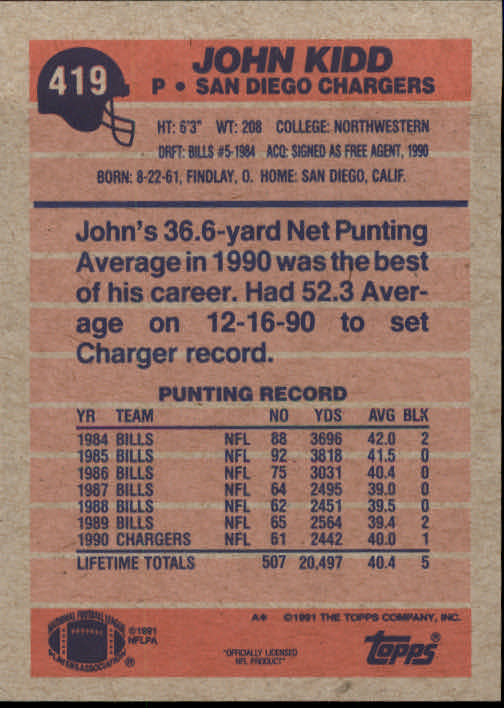 419
JOHN KIDD
P • SAN DIEGO CHARGERS
HT: 6'3" WT: 208 COLLEGE: NORTHWESTERN
DRFT: BILLS #5-1984 ACQ: SIGNED AS FREE AGENT, 1990
BORN: 8-22-61, FINDLAY, O. HOME: SAN DIEGO, CALIF.
John's 36.6-yard Net Punting
Average in 1990 was the best
of his career. Had 52.3 Aver-
age on 12-16-90 to set
Charger record.
PUNTING RECORD
YR TEAM NO YDS AVG BLK
1984 BILLS NFL 88 3696 42.0 2
1985 BILLS NFL 92 3818 41.5 0
1986 BILLS NFL 75 3031 40.4 0
1987 BILLS NFL 64 2495 39.0 0
1988 BILLS NFL 62 2451 39.5 0
1989 BILLS NFL 65 2564 39.4 2
1990 CHARGERS NFL 61 2442 40.0 1
LIFETIME TOTALS 507 20,497 40.4 5
A* ©1991 THE TOPPS COMPANY, INC.
NATIONAL FOOTBALL LEAGUE
PLAYERS ASSOCIATION
®
©1991
NFLPA
"OFFICIALLY LICENSED
NFL PRODUCT"
topps®